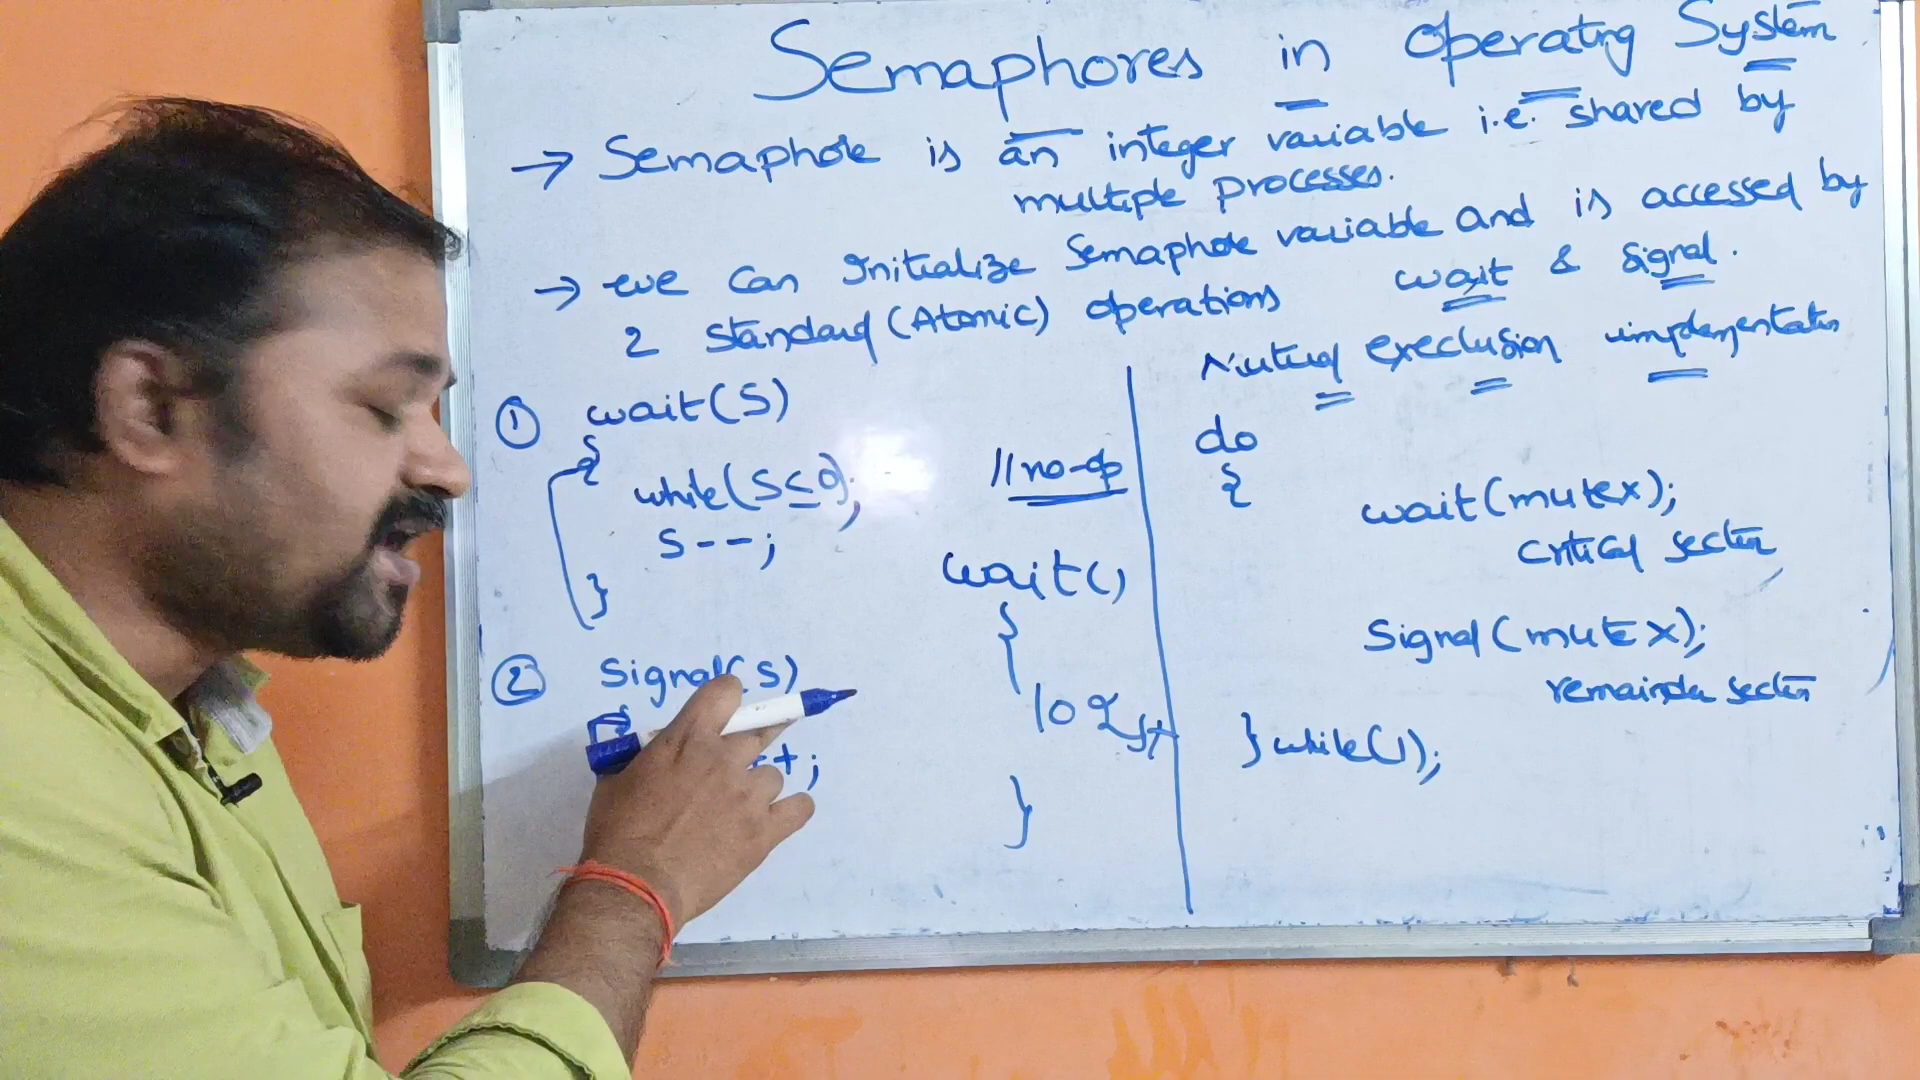 Semaphores in Operating System
→ Semaphore is an integer variable i.e. shared by
multiple processes.
→ we can Initialize Semaphore variable and is accessed by
2 standard (Atomic) operations wait & signal.
① wait(S)
{
while(S≤0); //no-op
S--;
}
② Signal(S)
{
++;
wait()
{
10
}
Mutual execlusion implementation
do
{
wait(mutex);
critical section
Signal(mutex);
remainder section
} while(1);